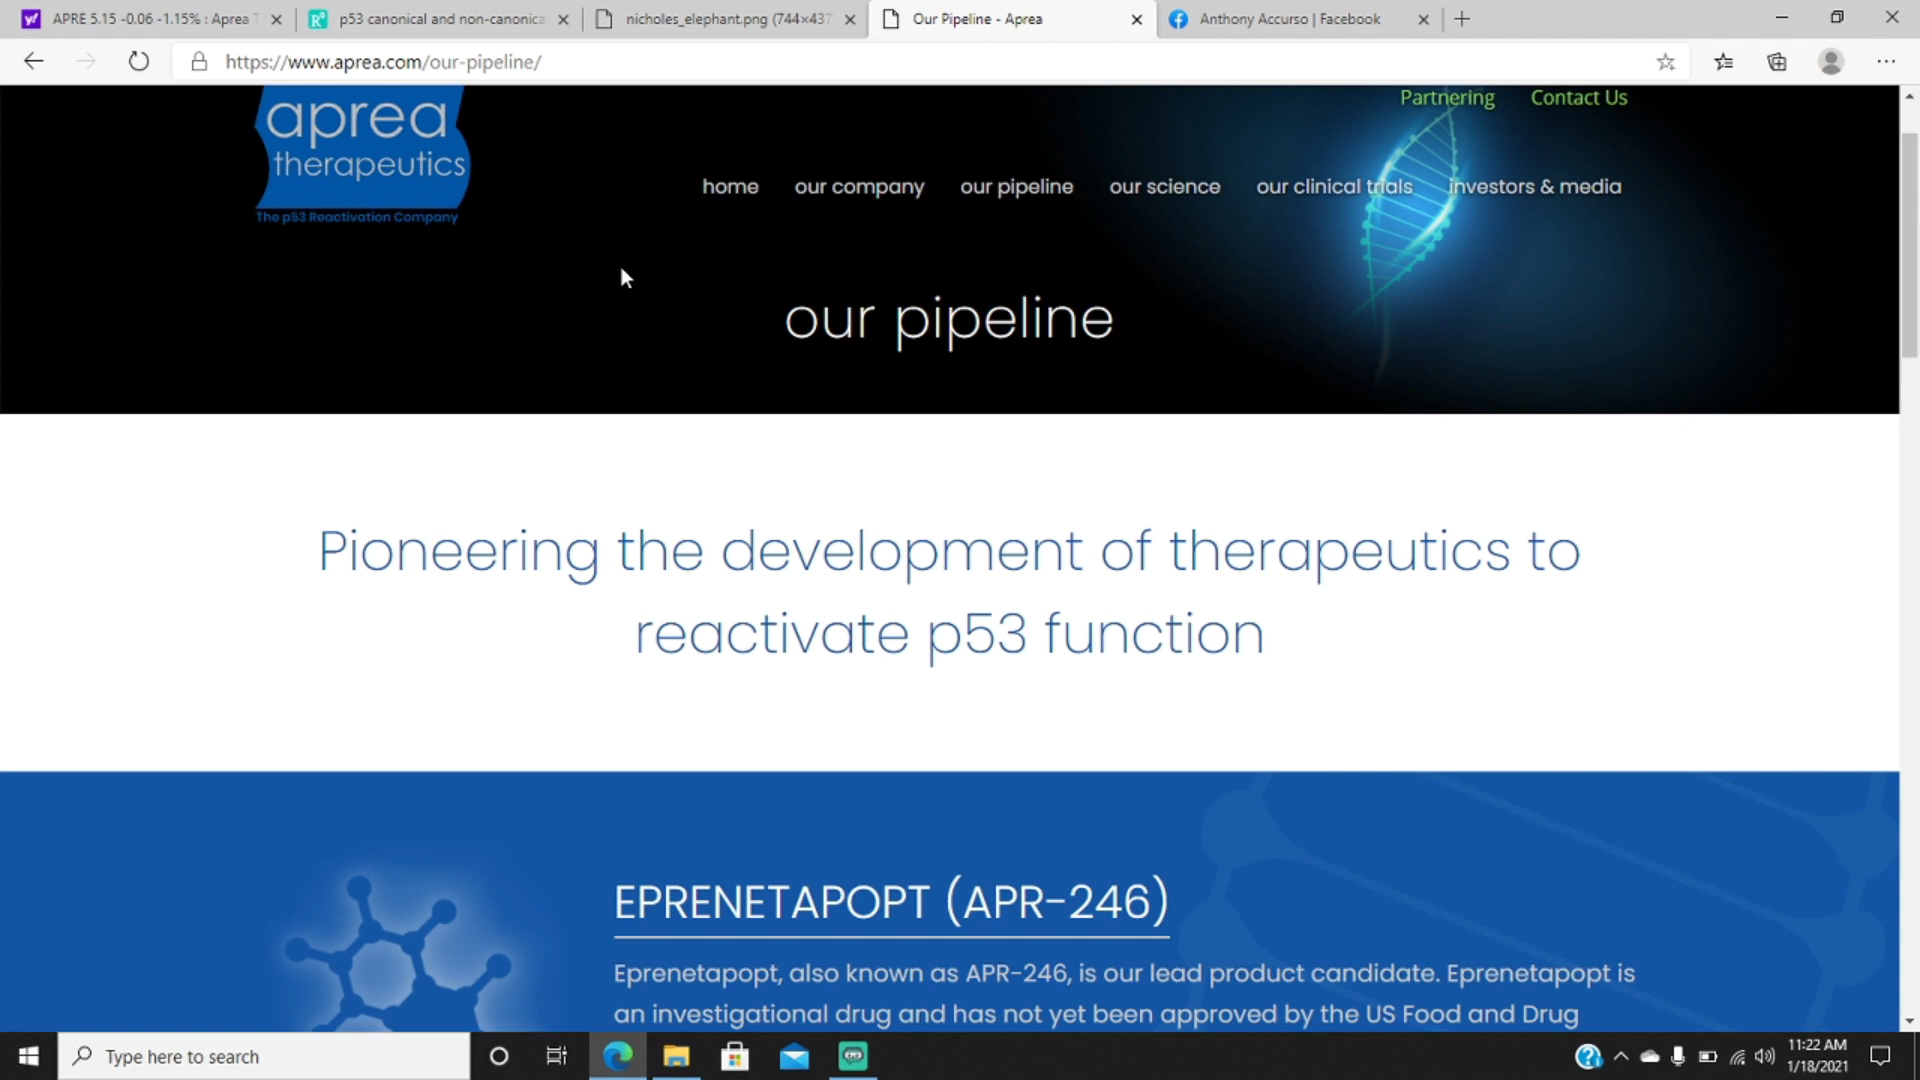 APRE 5.15 -0.06 -1.15% : Aprea T
p53 canonical and non-canonica
nicholes_elephant.png (744×437
Our Pipeline - Aprea
Anthony Accurso | Facebook
https://www.aprea.com/our-pipeline/
Partnering
Contact Us
aprea
therapeutics
The p53 Reactivation Company
home
our company
our pipeline
our science
our clinical trials
investors & media
our pipeline
Pioneering the development of therapeutics to
reactivate p53 function
EPRENETAPOPT (APR-246)
Eprenetapopt, also known as APR-246, is our lead product candidate. Eprenetapopt is
an investigational drug and has not yet been approved by the US Food and Drug
Type here to search
11:22 AM
1/18/2021